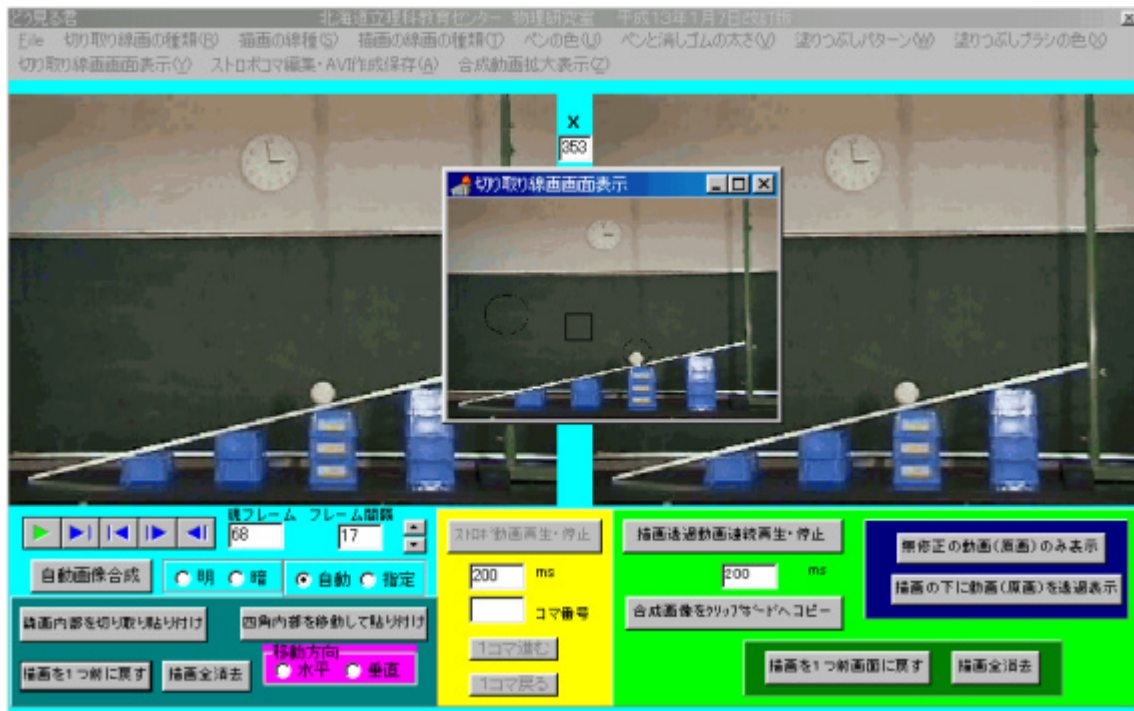 どう見る君 北海道立理科教育センター 物理研究室 平成13年1月7日改訂版
File 切り取り線画の種類(R) 描画の線種(S) 描画の線画の種類(T) ペンの色(U) ペンと消しゴムの太さ(V) 塗りつぶしパターン(W) 塗りつぶしブラシの色(X)
切り取り線画画面表示(Y) ストロボコマ編集・AVI作成保存(A) 合成動画拡大表示(Z)
X
353
切り取り線画画面表示
総フレーム フレーム間隔
68 17
自動画像合成 明 暗 自動 指定
線画内部を切り取り貼り付け 四角内部を移動して貼り付け
移動方向
水平 垂直
描画を1つ前に戻す 描画全消去
ストロボ動画再生・停止
200 ms
コマ番号
1コマ進む
1コマ戻る
描画透過動画連続再生・停止
200 ms
合成画像をクリップボードへコピー
無修正の動画(原画)のみ表示
描画の下に動画(原画)を透過表示
描画を1つ前画面に戻す 描画全消去